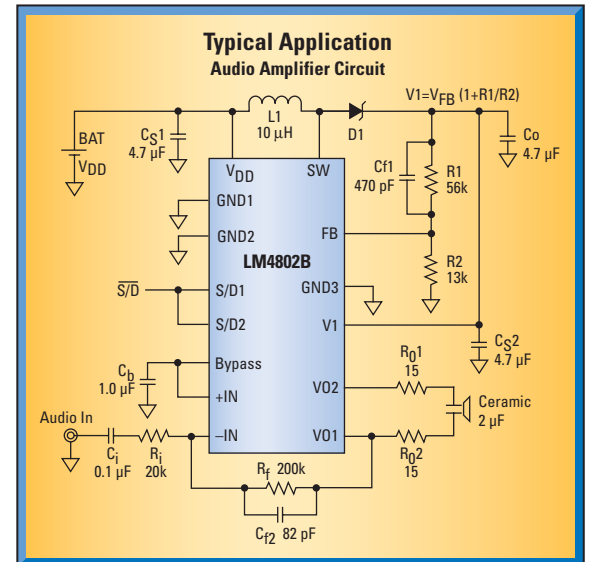 Typical Application
Audio Amplifier Circuit
V1=VFB (1+R1/R2)
BAT
VDD
CS1
4.7 µF
L1
10 µH
D1
Co
4.7 µF
VDD
SW
Cf1
470 pF
R1
56k
GND1
GND2
FB
LM4802B
R2
13k
S/D
S/D1
GND3
S/D2
V1
CS2
4.7 µF
Cb
1.0 µF
Bypass
+IN
VO2
RO1
15
Ceramic
2 µF
Audio In
Ci
0.1 µF
Ri
20k
–IN
VO1
RO2
15
Rf 200k
Cf2 82 pF